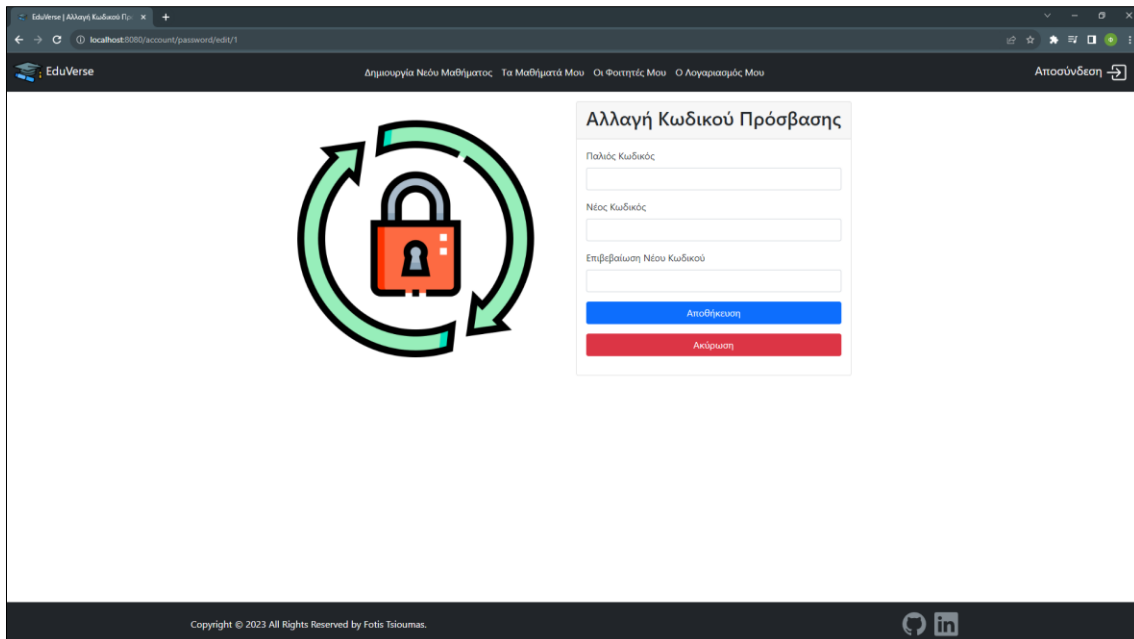 EduVerse | Αλλαγή Κωδικού Πρ
localhost:8080/account/password/edit/1
EduVerse
Δημιουργία Νεόυ Μαθήματος Τα Μαθήματά Μου Οι Φοιτητές Μου Ο Λογαριασμός Μου
Αποσύνδεση
Αλλαγή Κωδικού Πρόσβασης
Παλιός Κωδικός
Νέος Κωδικός
Επιβεβαίωση Νέου Κωδικού
Αποθήκευση
Ακύρωση
Copyright © 2023 All Rights Reserved by Fotis Tsioumas.
in